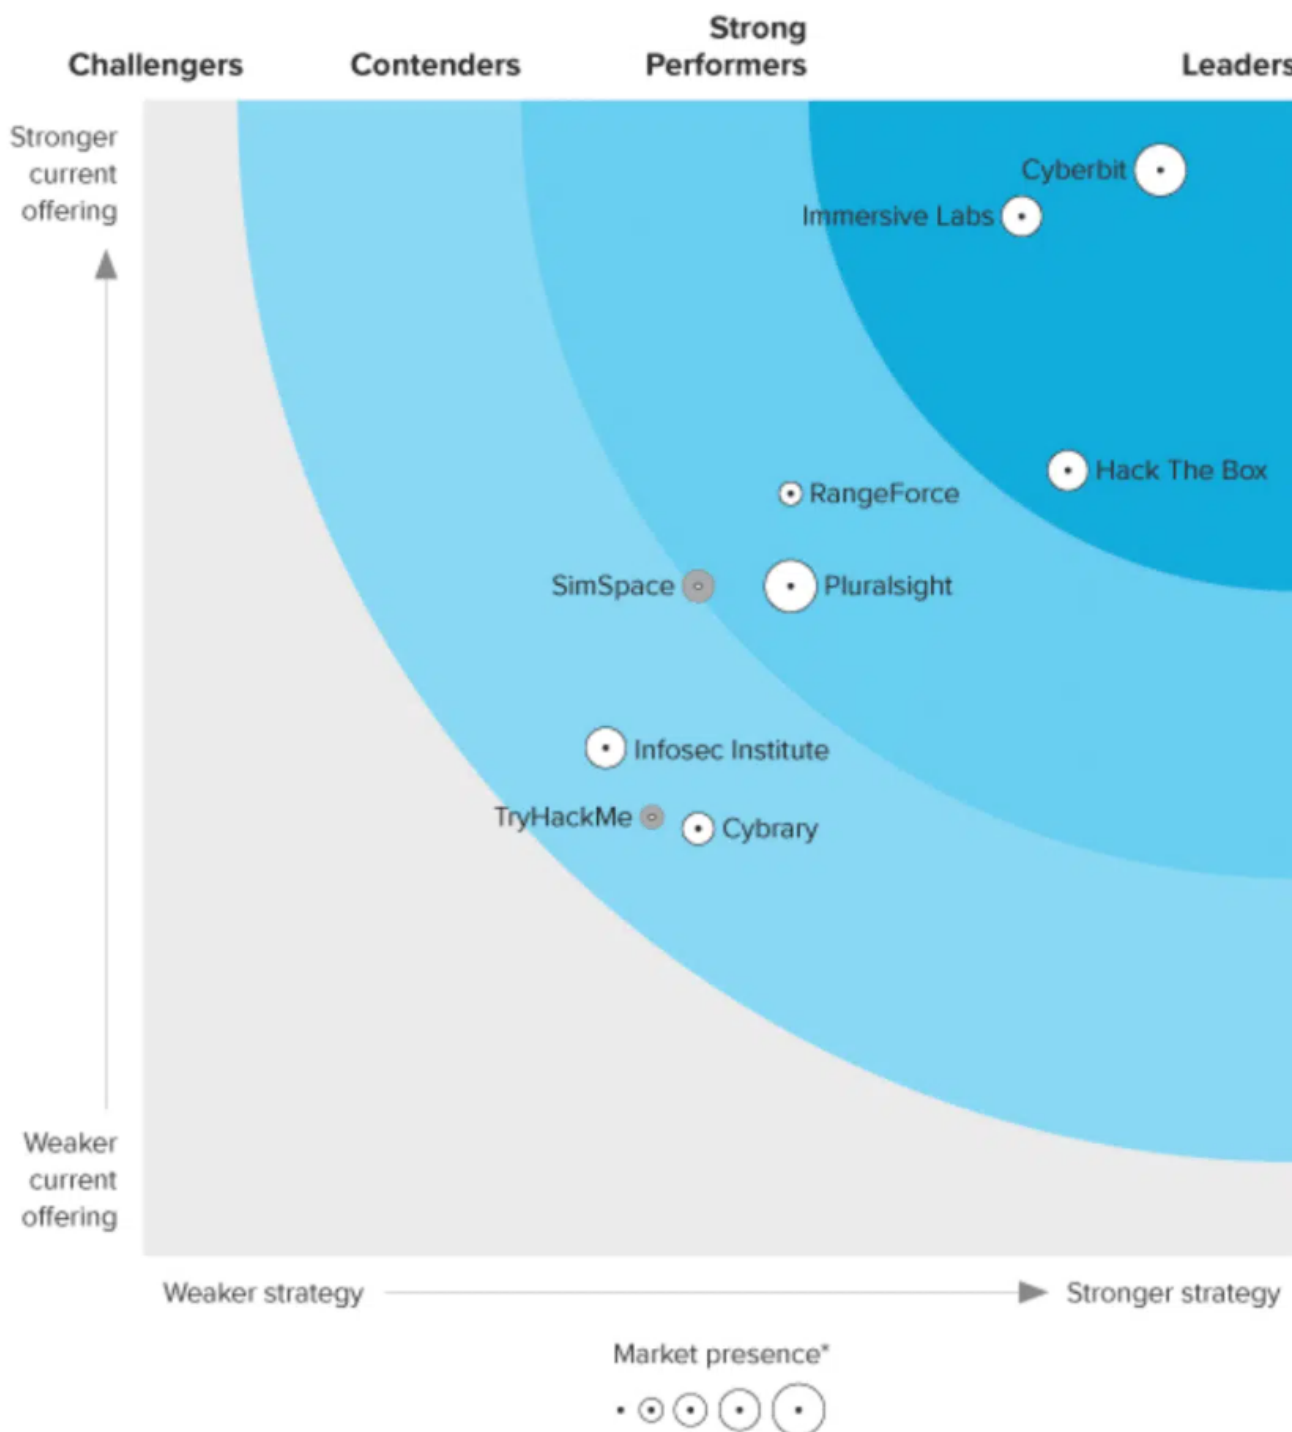 Challengers
Contenders
Strong
Performers
Leaders
Stronger
current
offering
Cyberbit
Immersive Labs
Hack The Box
RangeForce
SimSpace
Pluralsight
Infosec Institute
TryHackMe
Cybrary
Weaker
current
offering
Weaker strategy
Stronger strategy
Market presence*